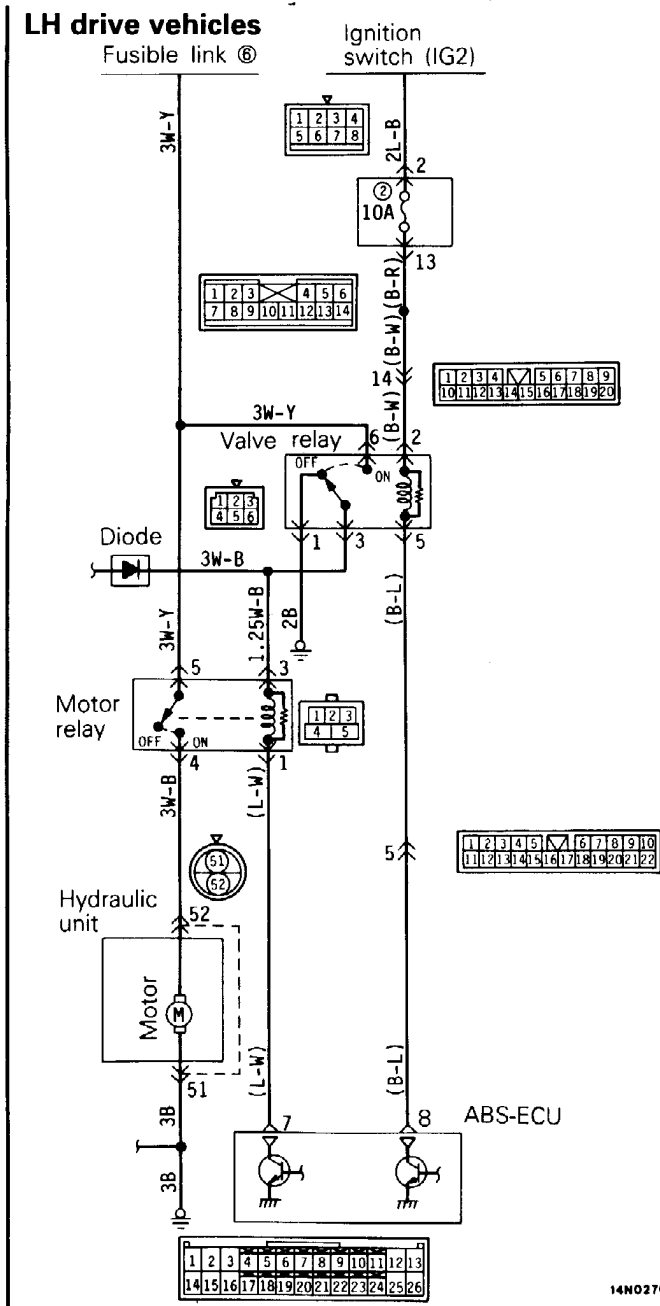 LH drive vehicles
Fusible link ⑥
Ignition
switch (IG2)
3W-Y
1 2 3 4
5 6 7 8
2L-B
2
②
10A
13
(B-R)
1 2 3 4 5 6
7 8 9 10 11 12 13 14
(B-W)
14
1 2 3 4 5 6 7 8 9
10 11 12 13 14 15 16 17 18 19 20
(B-W)
3W-Y
6 2
Valve relay
OFF
ON
1 2 3
4 5 6
1 3 5
Diode
3W-B
(B-L)
3W-Y
1.25W-B
2B
5 3
Motor
relay
1 2 3
4 5
OFF ON
4 1
3W-B
(L-W)
51
52
5
1 2 3 4 5 6 7 8 9 10
11 12 13 14 15 16 17 18 19 20 21 22
Hydraulic
unit
52
Motor
M
51
(L-W)
(B-L)
3B
7 8
ABS-ECU
3B
1 2 3 4 5 6 7 8 9 10 11 12 13
14 15 16 17 18 19 20 21 22 23 24 25 26